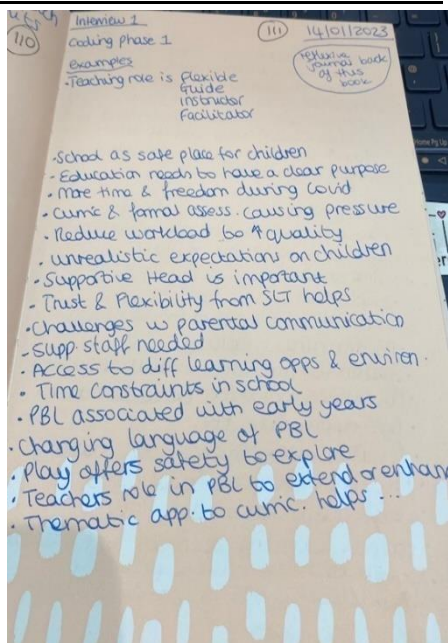 110
Interview 1
111
14/01/2023
Coding phase 1
reflexive
journal back
of this
book
examples
• Teaching role is flexible
Guide
instructor
Facilitator
• School as safe place for children
- Education needs to have a clear purpose
• More time & freedom during covid
• Curric & formal assess. causing pressure
• Reduce workload to ↑ quality
• unrealistic expectations on children
• Supportive Head is important
- Trust & flexibility from SLT helps
• Challenges w parental communication
- Supp. staff needed
• Access to diff learning opps & environ.
• Time constraints in school
• PBL associated with early years
• Changing language of PBL
• Play offers safety to explore
• Teachers role in PBL to extend or enhan
• Thematic app. to curric. helps ...
Home
Pg Up